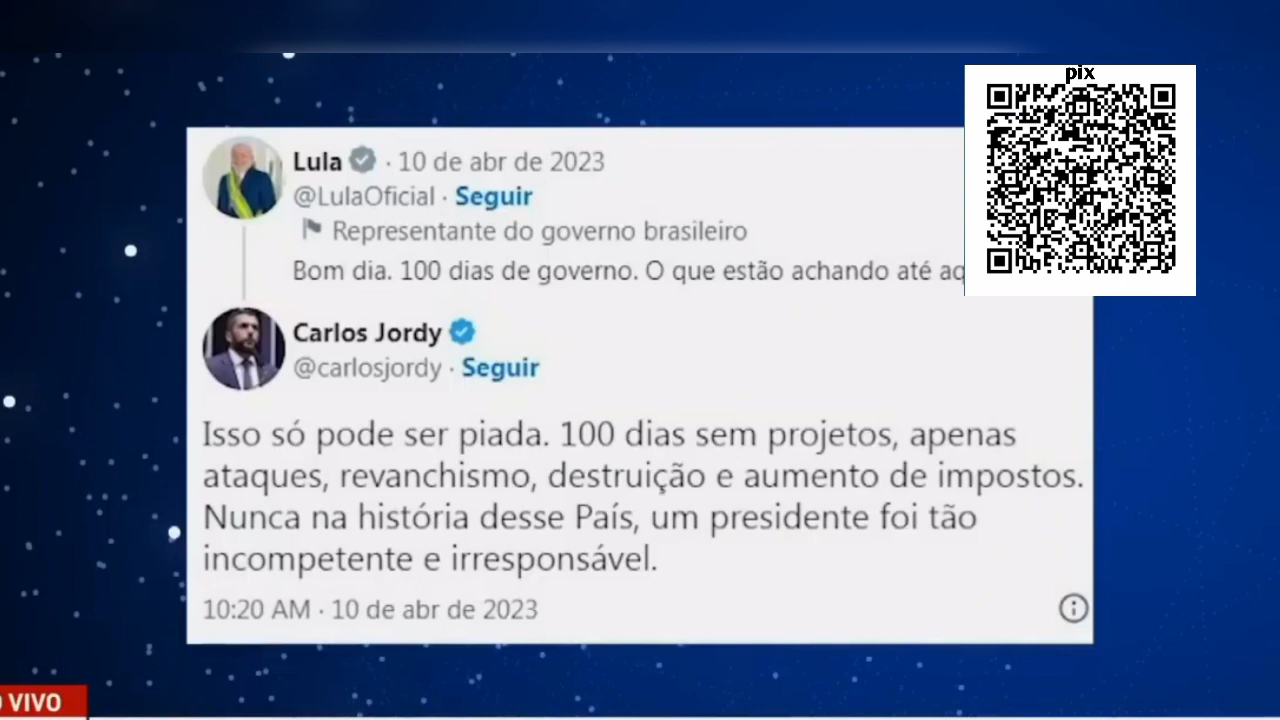 pix
Lula · 10 de abr de 2023
@LulaOficial · Seguir
Representante do governo brasileiro
Bom dia. 100 dias de governo. O que estão achando até
Carlos Jordy
@carlosjordy · Seguir
Isso só pode ser piada. 100 dias sem projetos, apenas
ataques, revanchismo, destruição e aumento de impostos.
Nunca na história desse País, um presidente foi tão
incompetente e irresponsável.
10:20 AM · 10 de abr de 2023
VIVO